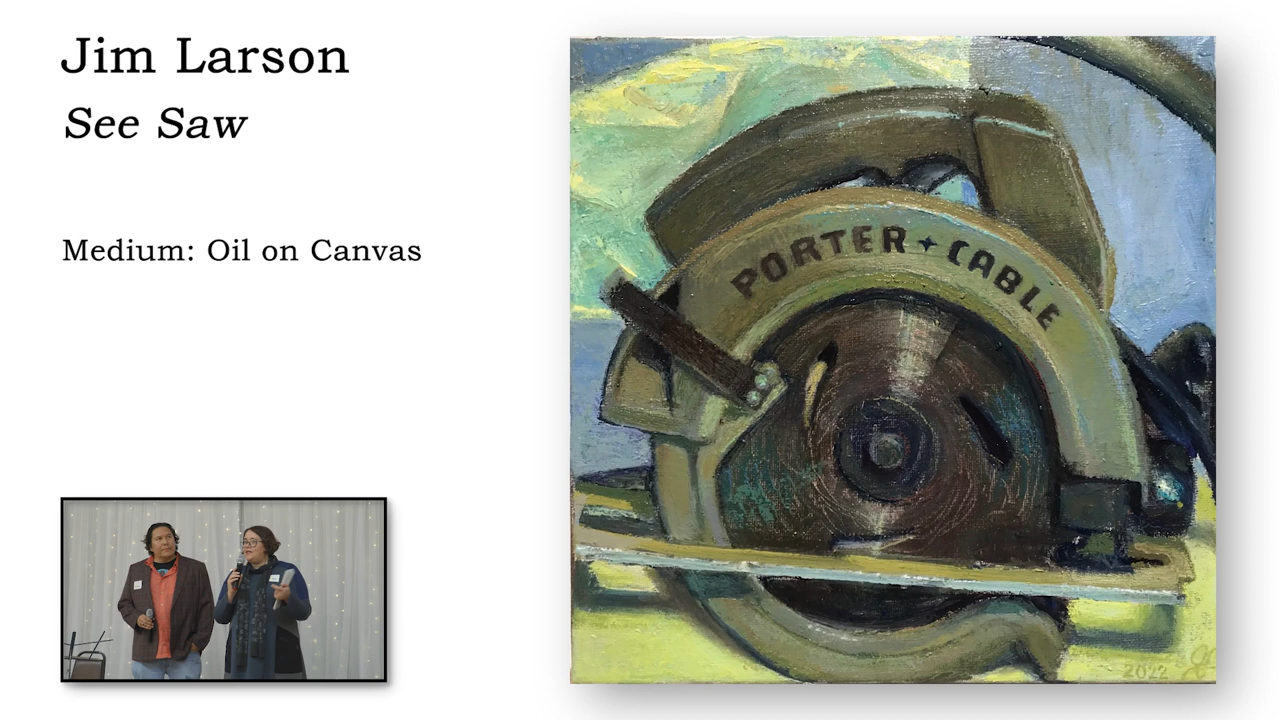 Jim Larson
See Saw
Medium: Oil on Canvas
PORTER+CABLE
2022